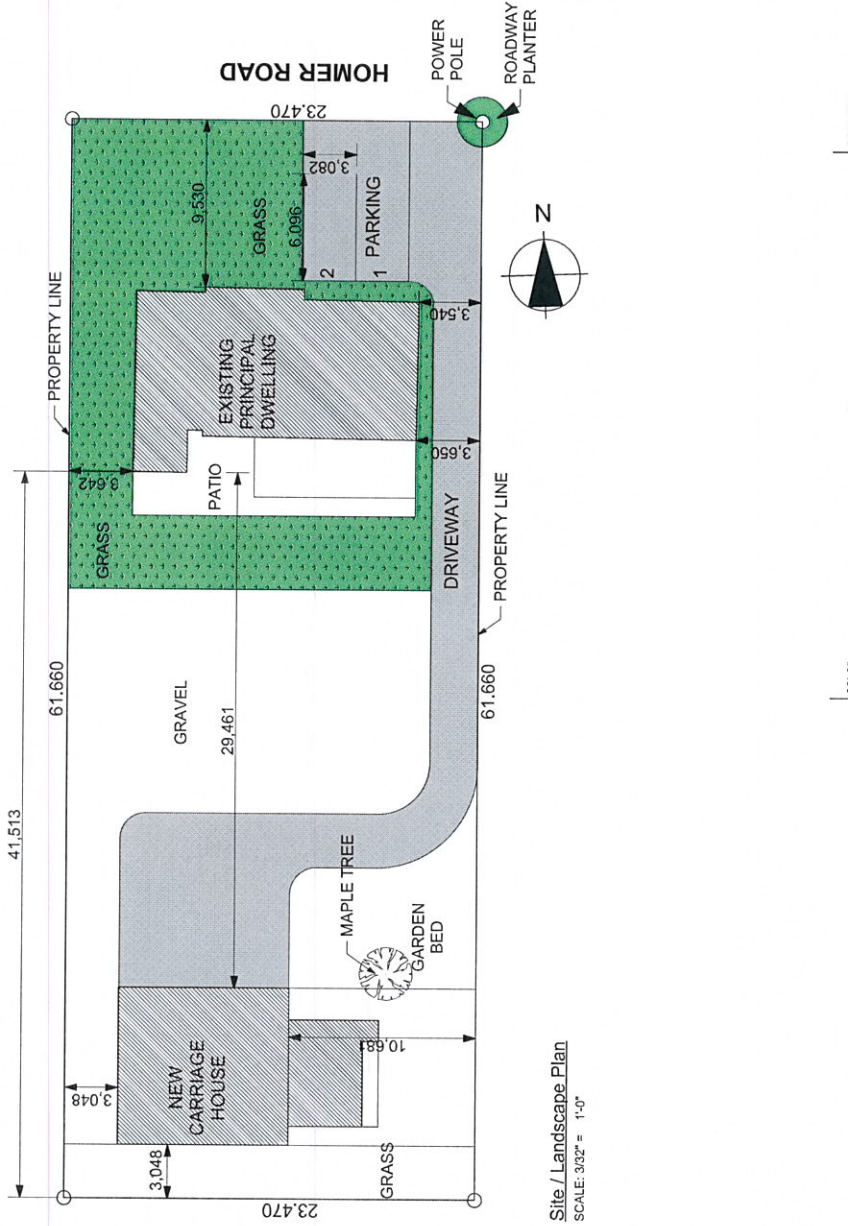 41,513
61.660
PROPERTY LINE
HOMER ROAD
23.470
POWER
POLE
ROADWAY
PLANTER
9,530
GRASS
6,096
3,082
2
1
PARKING
EXISTING
PRINCIPAL
DWELLING
3,540
3,642
PATIO
3,650
GRASS
DRIVEWAY
PROPERTY LINE
N
GRAVEL
29,461
61.660
MAPLE TREE
GARDEN
BED
3,048
NEW
CARRIAGE
HOUSE
10,681
3,048
GRASS
23.470
Site / Landscape Plan
SCALE: 3/32" = 1'-0"